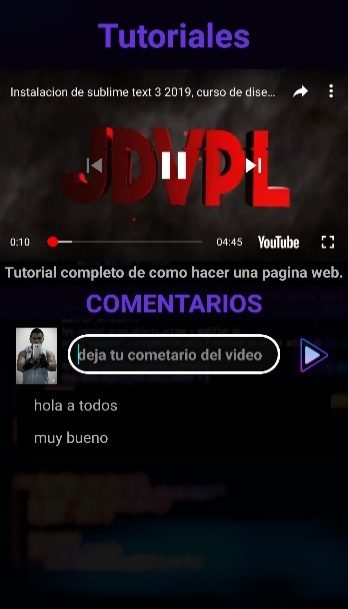 Tutoriales
Instalacion de sublime text 3 2019, curso de dise...
JDVPL
0:10
04:45
YouTube
Tutorial completo de como hacer una pagina web.
COMENTARIOS
deja tu cometario del video
hola a todos
muy bueno